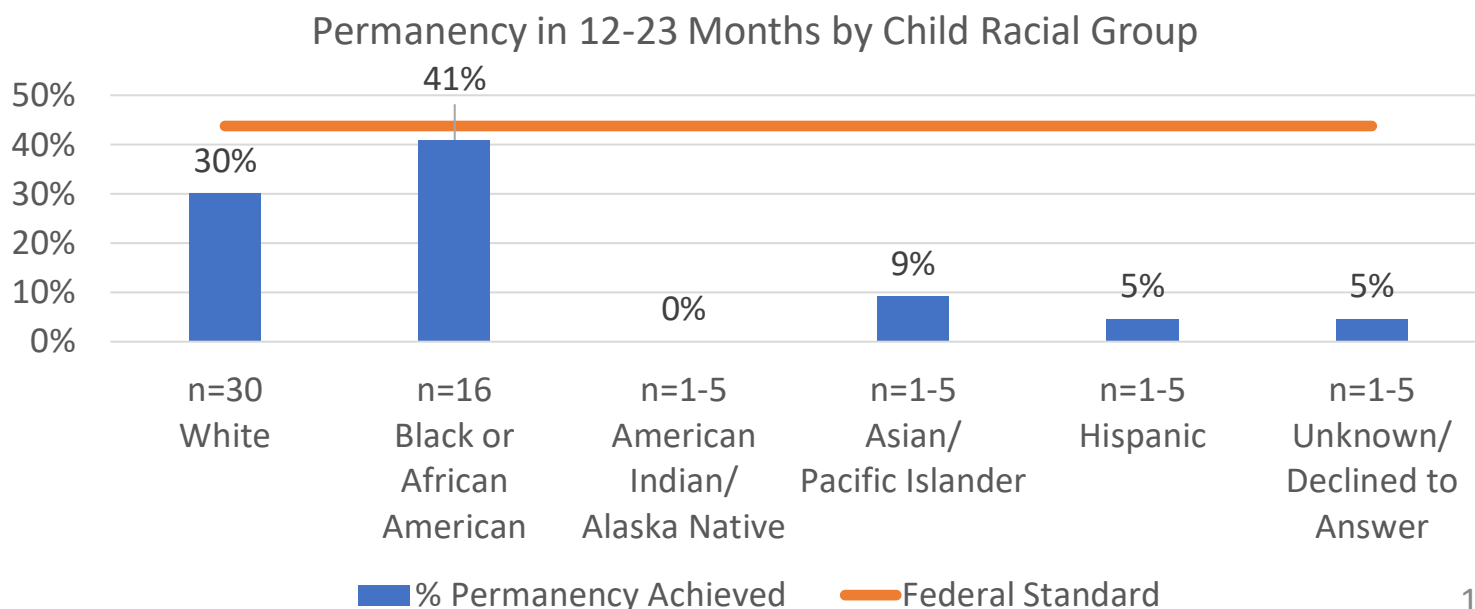 Permanency in 12-23 Months by Child Racial Group
41%
50%
40%
30%
30%
20%
9%
10%
5%
5%
0%
0%
n=30
White
n=16
Black or
African
American
n=1-5
American
Indian/
Alaska Native
n=1-5
Asian/
Pacific Islander
n=1-5
Hispanic
n=1-5
Unknown/
Declined to
Answer
% Permanency Achieved
Federal Standard
1